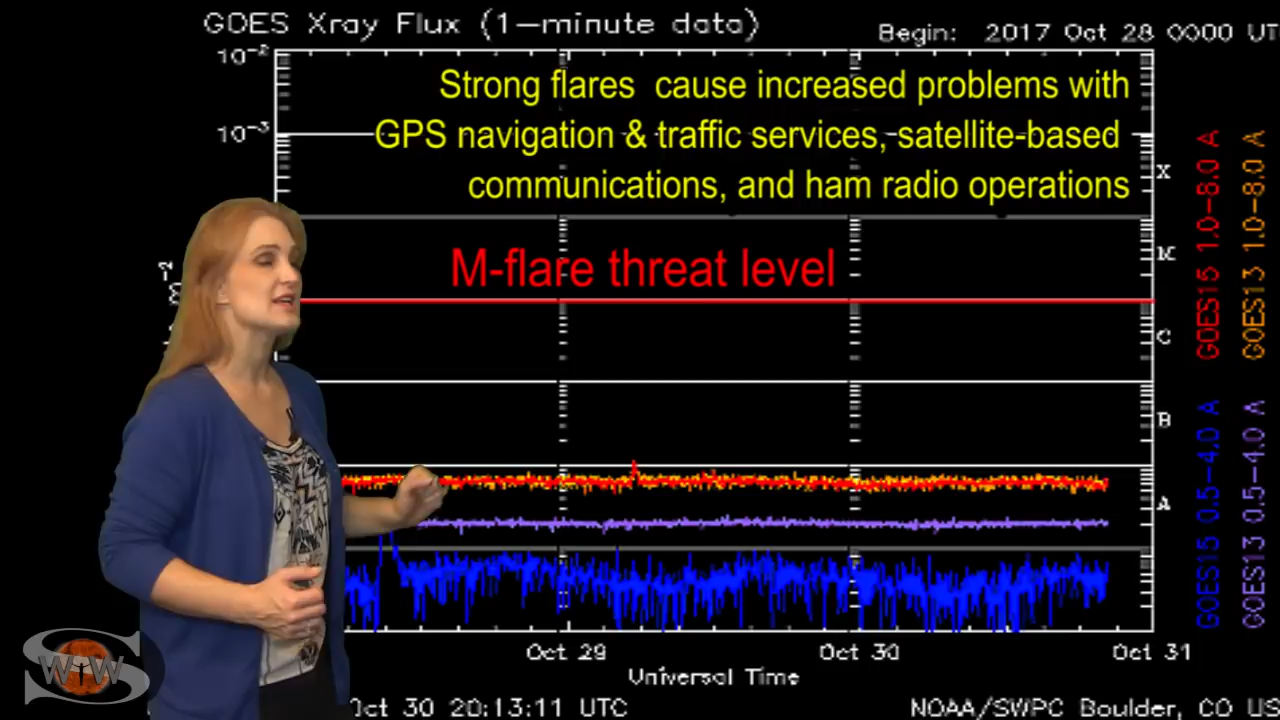 GOES Xray Flux (1-minute data)
Begin: 2017 Oct 28 0000 UT
10-2
Strong flares cause increased problems with
10-3
GPS navigation & traffic services, satellite-based
communications, and ham radio operations
X
M-flare threat level
M
C
B
A
GOES15 1.0-8.0 A
GOES13 1.0-8.0 A
GOES15 0.5-4.0 A
GOES13 0.5-4.0 A
Oct 29
Oct 30
Oct 31
Universal Time
Oct 30 20:13:11 UTC
NOAA/SWPC Boulder, CO US
S
WW